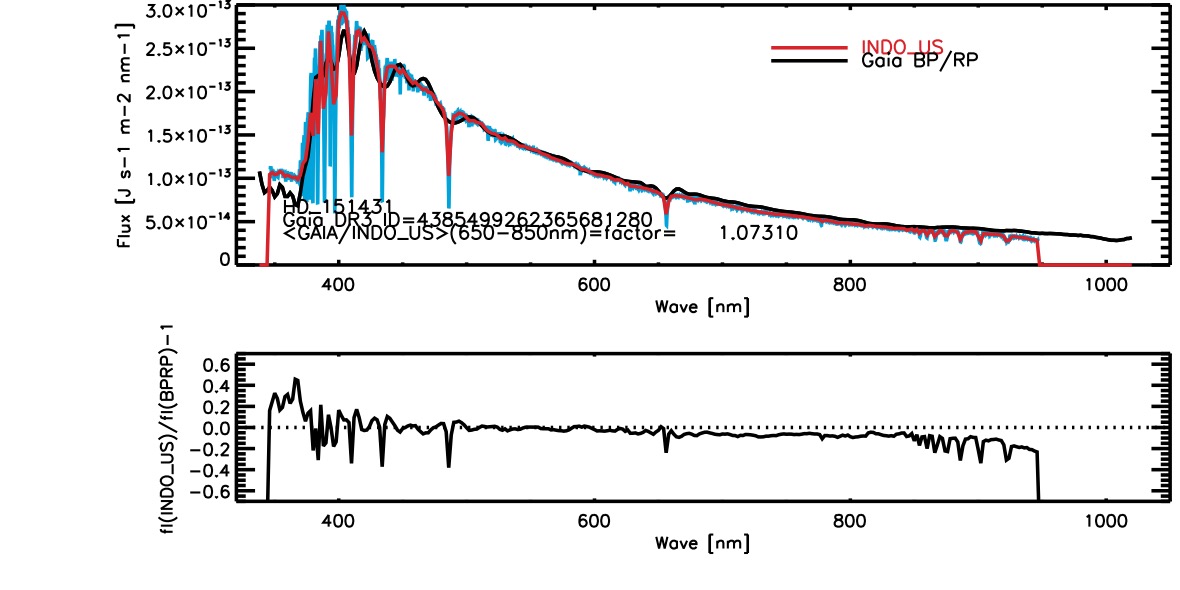 3.0×10−13
2.5×10−13
2.0×10−13
1.5×10−13
1.0×10−13
5.0×10−14
0
Flux [J s−1 m−2 nm−1]
INDO_US
Gaia BP/RP
HD_151431
Gaia DR3 ID=4385499262365681280
<GAIA/INDO_US>(650−850nm)=factor= 1.07310
400 600 800 1000
Wave [nm]
fl(INDO_US)/fl(BPRP)−1
0.6
0.4
0.2
0.0
−0.2
−0.4
−0.6
400 600 800 1000
Wave [nm]